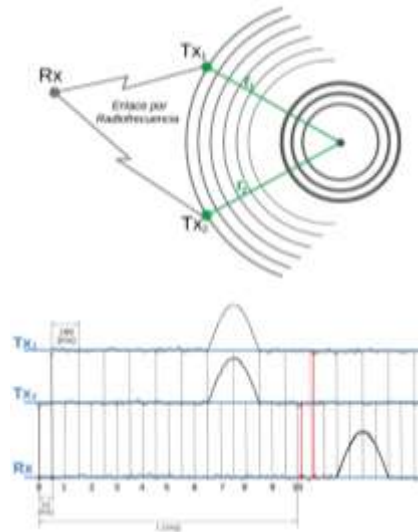 Tx1
Rx
Enlace por
Radiofrecuencia
Tx2
Tx1
Tx2
Rx
0 1 2 3 4 5 6 7 8 9 10